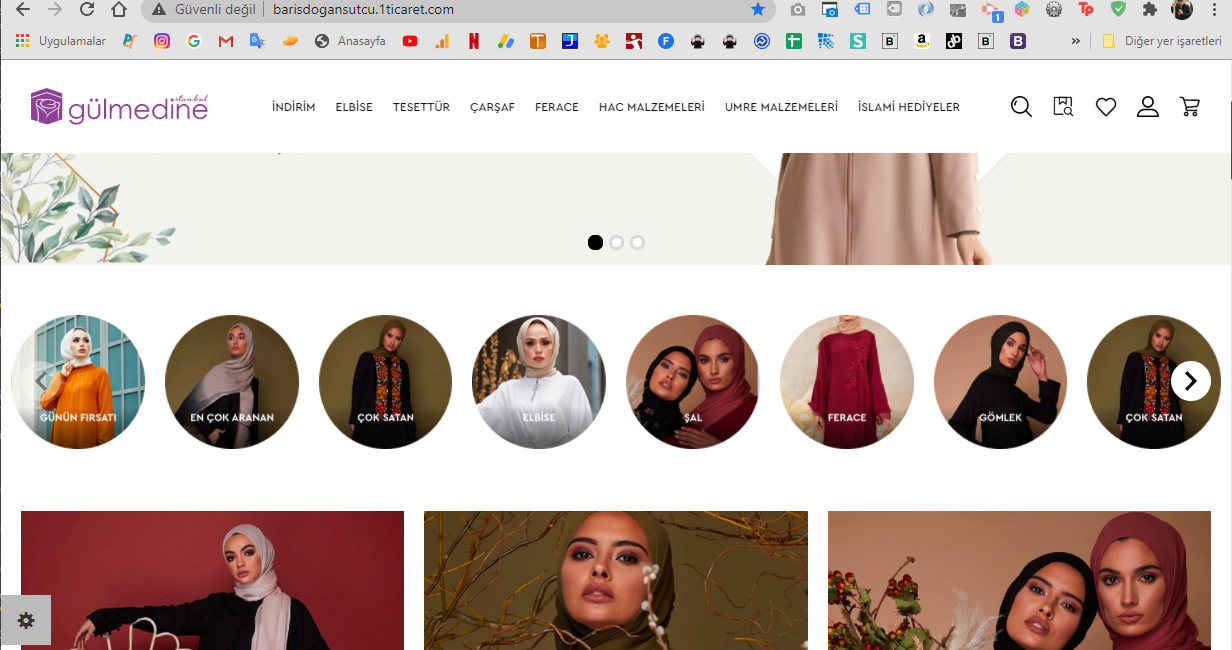 Güvenli değil | barisdogansutcu.1ticaret.com
Uygulamalar
Anasayfa
Diğer yer işaretleri
gülmedine istanbul
İNDİRİM ELBİSE TESETTÜR ÇARŞAF FERACE HAC MALZEMELERİ UMRE MALZEMELERİ İSLAMİ HEDİYELER
GÜNÜN FIRSATI
EN ÇOK ARANAN
ÇOK SATAN
ELBİSE
ŞAL
FERACE
GÖMLEK
ÇOK SATAN